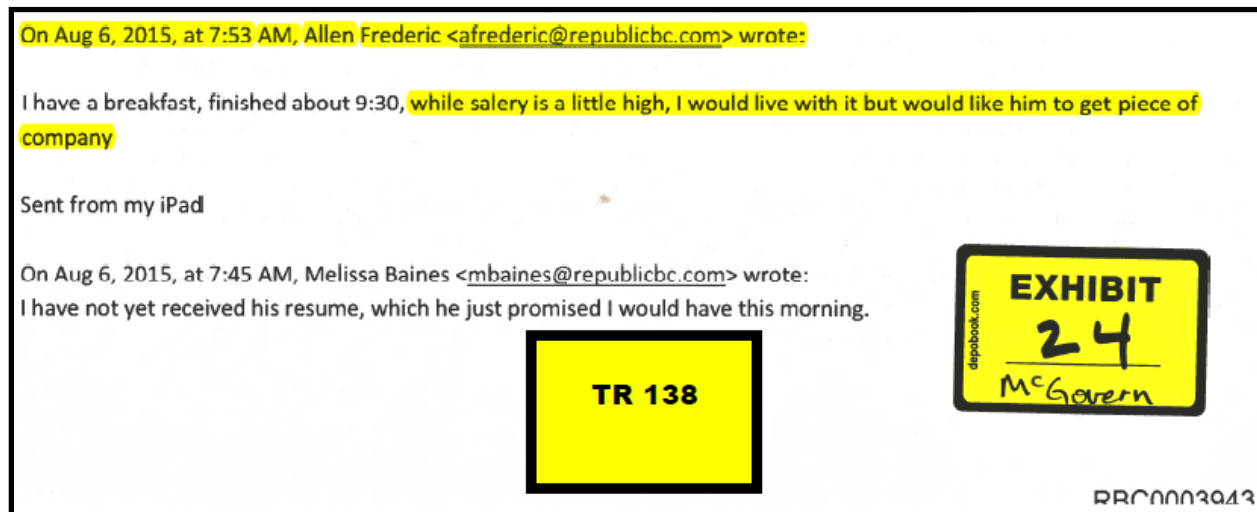 On Aug 6, 2015, at 7:53 AM, Allen Frederic <afrederic@republicbc.com> wrote:
I have a breakfast, finished about 9:30, while salery is a little high, I would live with it but would like him to get piece of
company
Sent from my iPad
On Aug 6, 2015, at 7:45 AM, Melissa Baines <mbaines@republicbc.com> wrote:
I have not yet received his resume, which he just promised I would have this morning.
TR 138
depobook.com
EXHIBIT
24
McGovern
RBC0003943